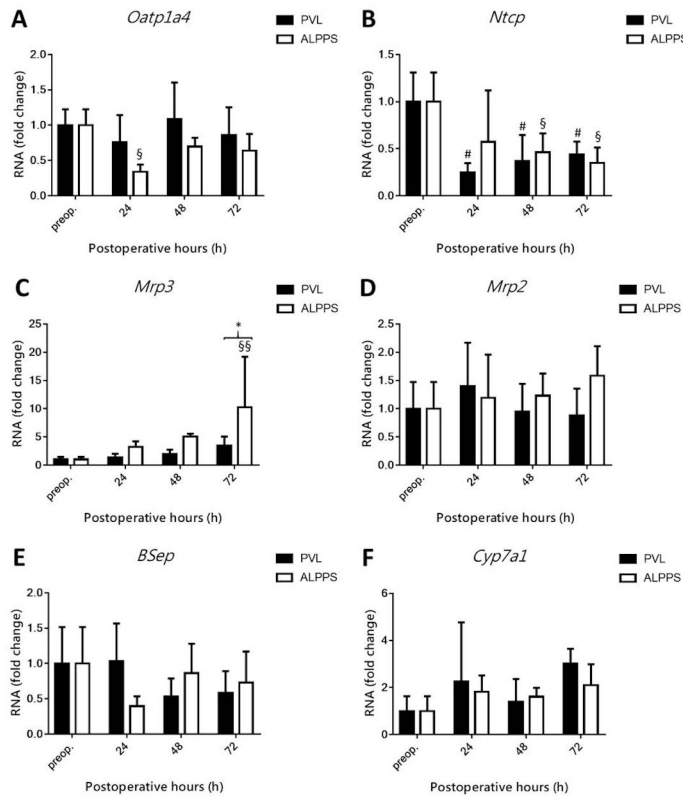 A
Oatp1a4
PVL
ALPPS
RNA (fold change)
2.0
1.5
1.0
0.5
0.0
§
preop.
24
48
72
Postoperative hours (h)
B
Ntcp
PVL
ALPPS
RNA (fold change)
1.5
1.0
0.5
0.0
#
#
§
#
§
preop.
24
48
72
Postoperative hours (h)
C
Mrp3
PVL
ALPPS
RNA (fold change)
25
20
15
10
5
0
*
§§
preop.
24
48
72
Postoperative hours (h)
D
Mrp2
PVL
ALPPS
RNA (fold change)
2.5
2.0
1.5
1.0
0.5
0.0
preop.
24
48
72
Postoperative hours (h)
E
BSep
PVL
ALPPS
RNA (fold change)
2.0
1.5
1.0
0.5
0.0
preop.
24
48
72
Postoperative hours (h)
F
Cyp7a1
PVL
ALPPS
RNA (fold change)
6
4
2
0
preop.
24
48
72
Postoperative hours (h)